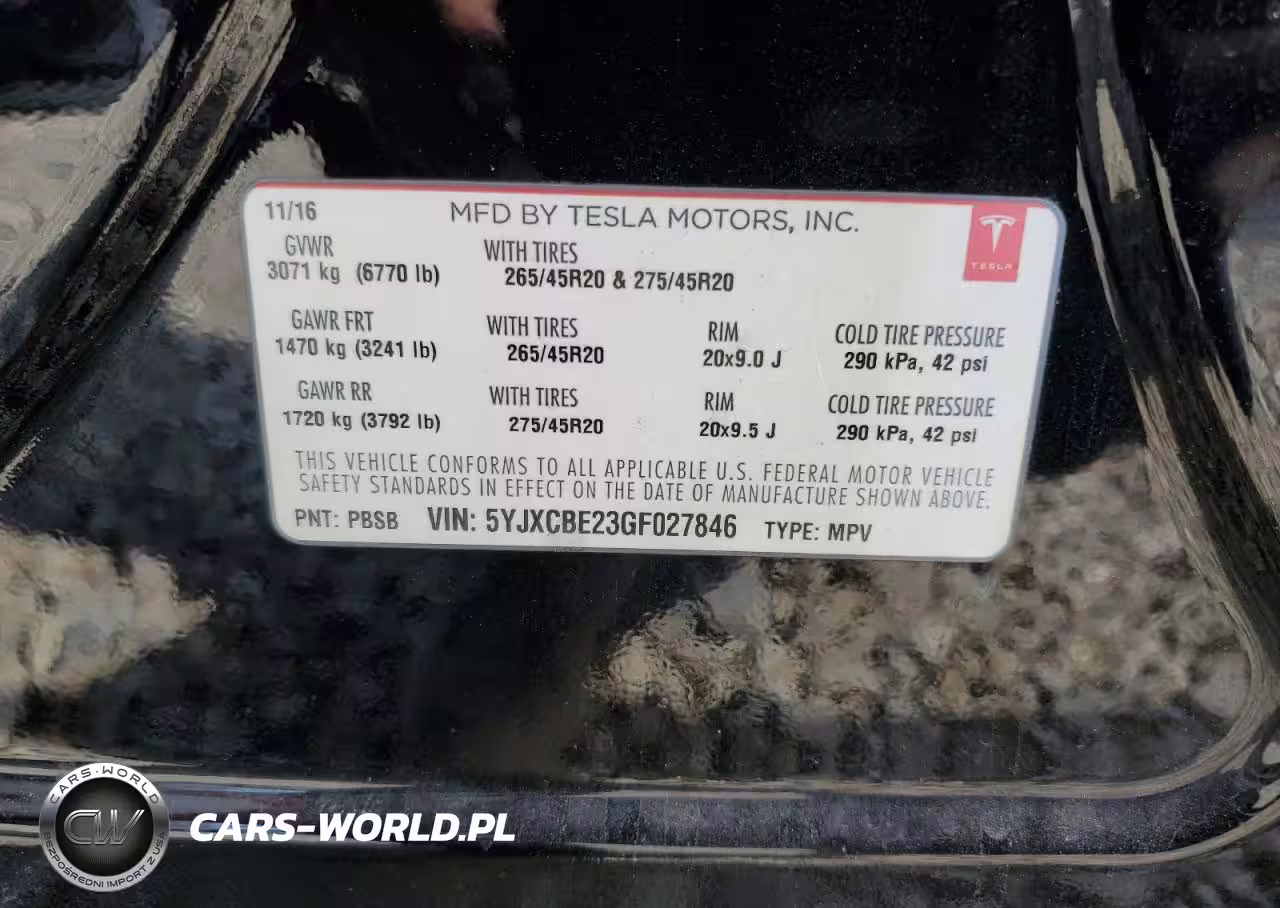 11/16 MFD BY TESLA MOTORS, INC.
TESLA
GVWR WITH TIRES
3071 kg (6770 lb) 265/45R20 & 275/45R20
GAWR FRT WITH TIRES RIM COLD TIRE PRESSURE
1470 kg (3241 lb) 265/45R20 20x9.0 J 290 kPa, 42 psi
GAWR RR WITH TIRES RIM COLD TIRE PRESSURE
1720 kg (3792 lb) 275/45R20 20x9.5 J 290 kPa, 42 psi
THIS VEHICLE CONFORMS TO ALL APPLICABLE U.S. FEDERAL MOTOR VEHICLE
SAFETY STANDARDS IN EFFECT ON THE DATE OF MANUFACTURE SHOWN ABOVE.
PNT: PBSB VIN: 5YJXCBE23GF027846 TYPE: MPV
CARS-WORLD
CW
BEZPOŚREDNI IMPORT Z USA
CARS-WORLD.PL